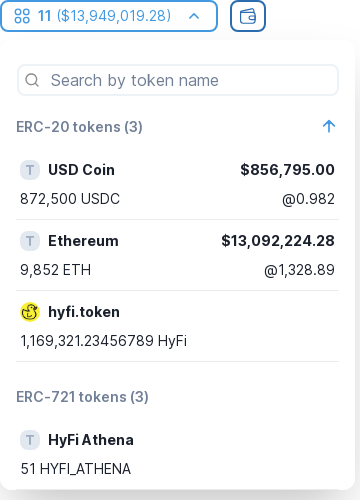 11 ($13,949,019.28)
Search by token name
ERC-20 tokens (3)
T USD Coin $856,795.00
872,500 USDC @0.982
T Ethereum $13,092,224.28
9,852 ETH @1,328.89
hyfi.token
1,169,321.23456789 HyFi
ERC-721 tokens (3)
T HyFi Athena
51 HYFI_ATHENA